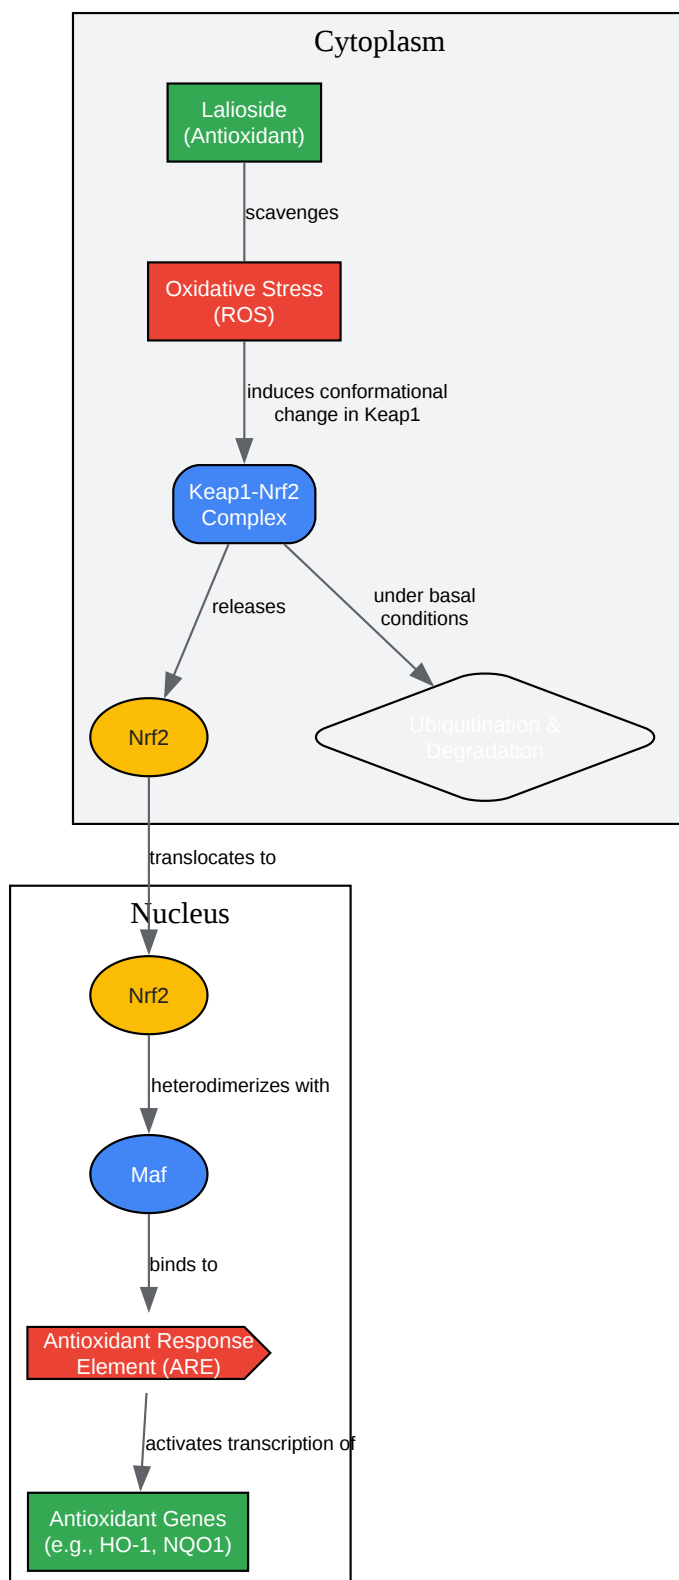 Cytoplasm
Lalioside
(Antioxidant)
scavenges
Oxidative Stress
(ROS)
induces conformational
change in Keap1
Keap1-Nrf2
Complex
releases
under basal
conditions
Nrf2
Ubiquitination &
Degradation
translocates to
Nucleus
Nrf2
heterodimerizes with
Maf
binds to
Antioxidant Response
Element (ARE)
activates transcription of
Antioxidant Genes
(e.g., HO-1, NQO1)